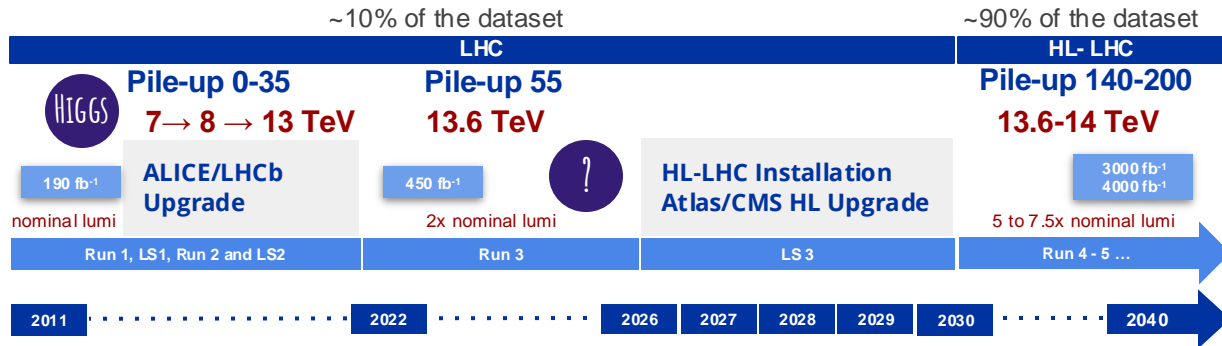 ~10% of the dataset
~90% of the dataset
LHC
HL- LHC
Pile-up 0-35
Pile-up 55
Pile-up 140-200
HIGGS
7→ 8 → 13 TeV
13.6 TeV
13.6-14 TeV
ALICE/LHCb
Upgrade
?
HL-LHC Installation
Atlas/CMS HL Upgrade
190 fb-1
450 fb-1
3000 fb-1
4000 fb-1
nominal lumi
2x nominal lumi
5 to 7.5x nominal lumi
Run 1, LS1, Run 2 and LS2
Run 3
LS 3
Run 4 - 5 ...
2011
2022
2026
2027
2028
2029
2030
2040